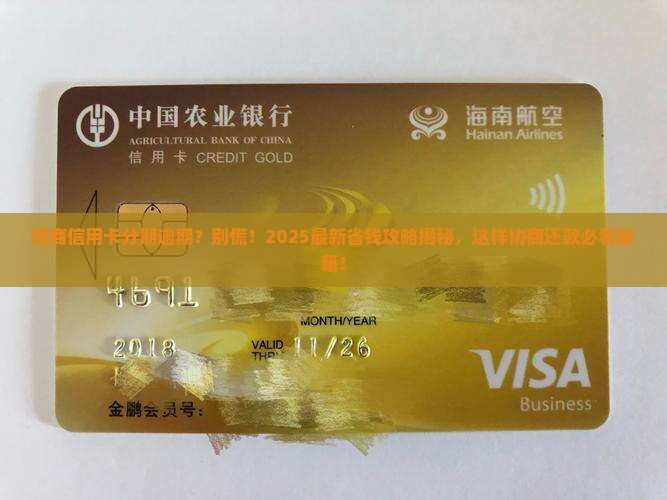 中国农业银行
AGRICULTURAL BANK OF CHINA
信用卡 CREDIT GOLD
海南航空
Hainan Airlines
招商信用卡分期逾期？别慌！2025最新省钱攻略揭秘，这样协商还款必看秘
籍！
4691
MONTH/YEAR
2018
VALID
THRU 11/26
VISA
Business
金鹏会员号：